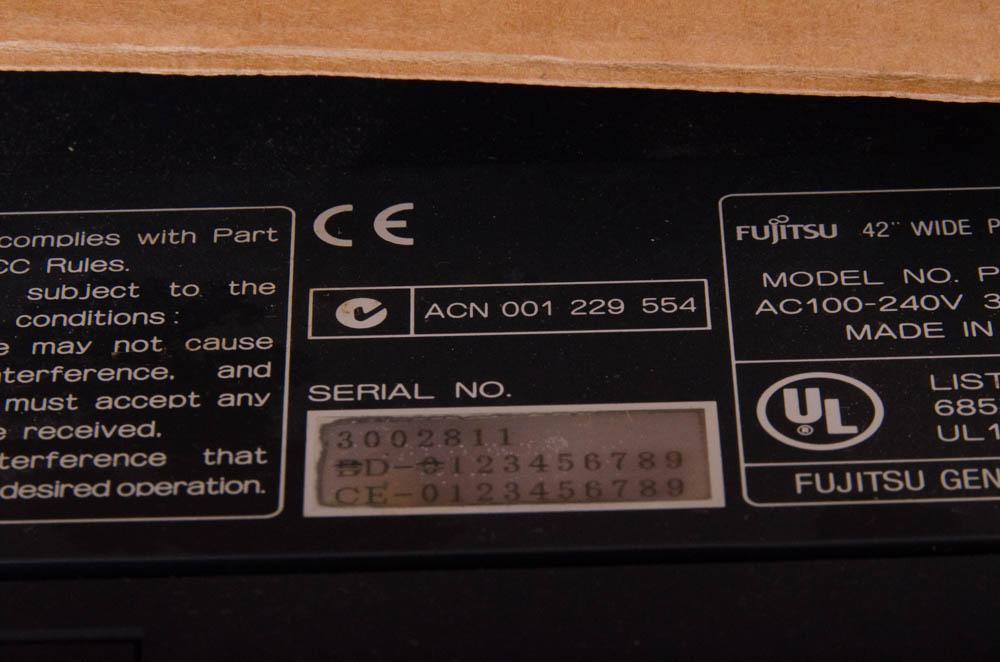 complies with Part
CC Rules.
subject to the
conditions :
may not cause
interference. and
must accept any
received.
terference that
desired operation.
CE
ACN 001 229 554
SERIAL NO.
3002811
BD-0123456789
CE-0123456789
FUJITSU 42" WIDE P
MODEL NO. P
AC100-240V 3
MADE IN
UL
®
LIST
685
UL1
FUJITSU GEN